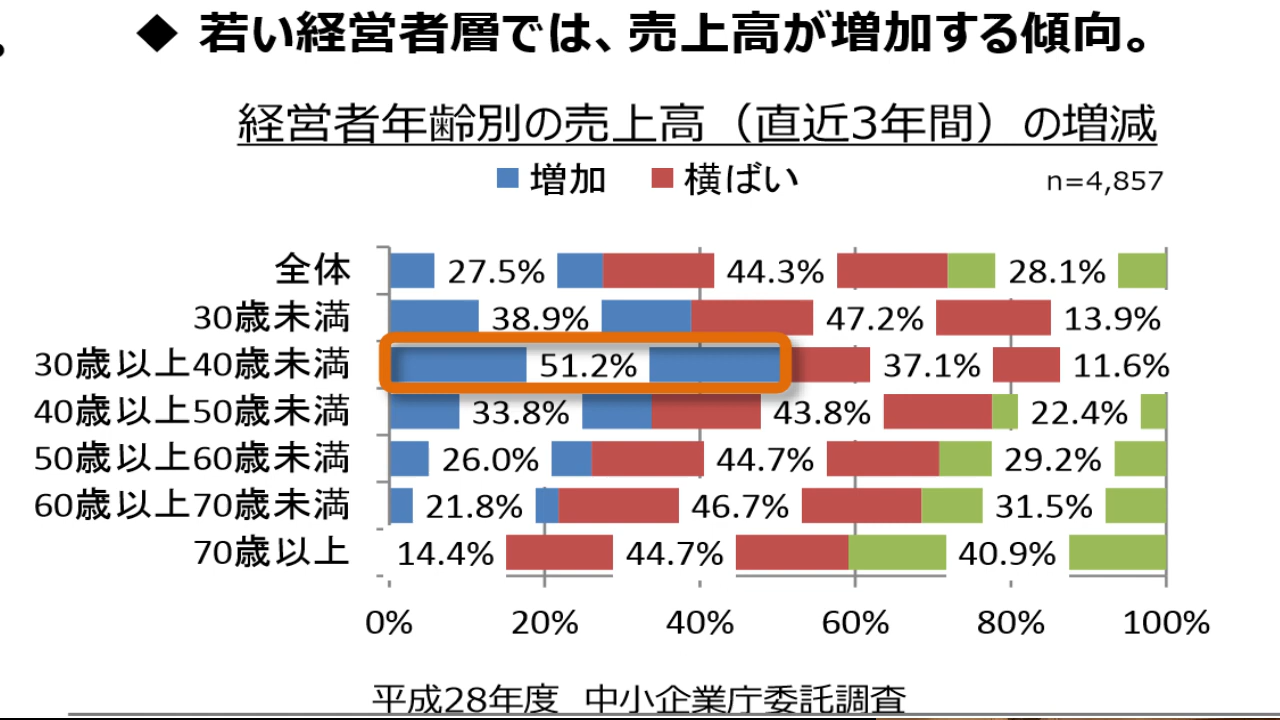 。
◆ 若い経営者層では、売上高が増加する傾向。
経営者年齢別の売上高（直近3年間）の増減
増加 横ばい n=4,857
全体 27.5% 44.3% 28.1%
30歳未満 38.9% 47.2% 13.9%
30歳以上40歳未満 51.2% 37.1% 11.6%
40歳以上50歳未満 33.8% 43.8% 22.4%
50歳以上60歳未満 26.0% 44.7% 29.2%
60歳以上70歳未満 21.8% 46.7% 31.5%
70歳以上 14.4% 44.7% 40.9%
0% 20% 40% 60% 80% 100%
平成28年度 中小企業庁委託調査